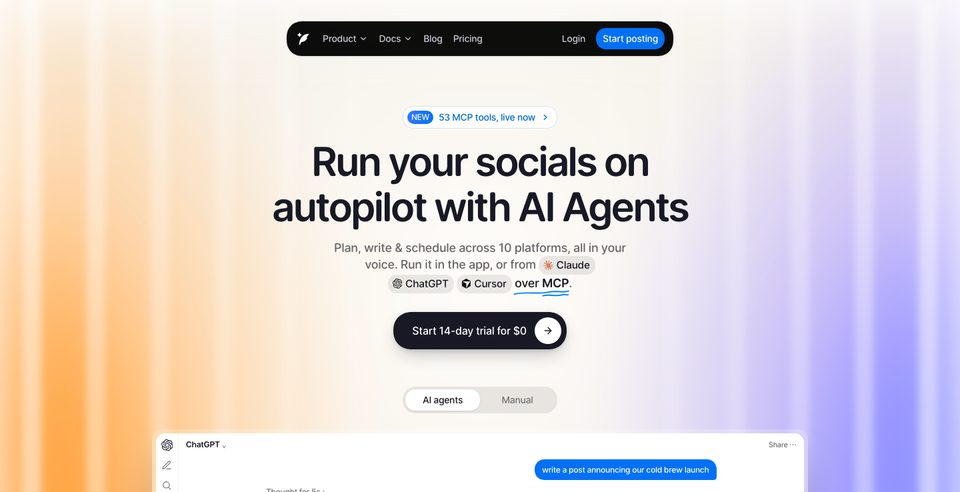 Product
Docs
Blog
Pricing
Login
Start posting
NEW 53 MCP tools, live now
Run your socials on
autopilot with AI Agents
Plan, write & schedule across 10 platforms, all in your
voice. Run it in the app, or from Claude
ChatGPT Cursor over MCP.
Start 14-day trial for $0
AI agents
Manual
ChatGPT
Share
write a post announcing our cold brew launch
Thought for 5s